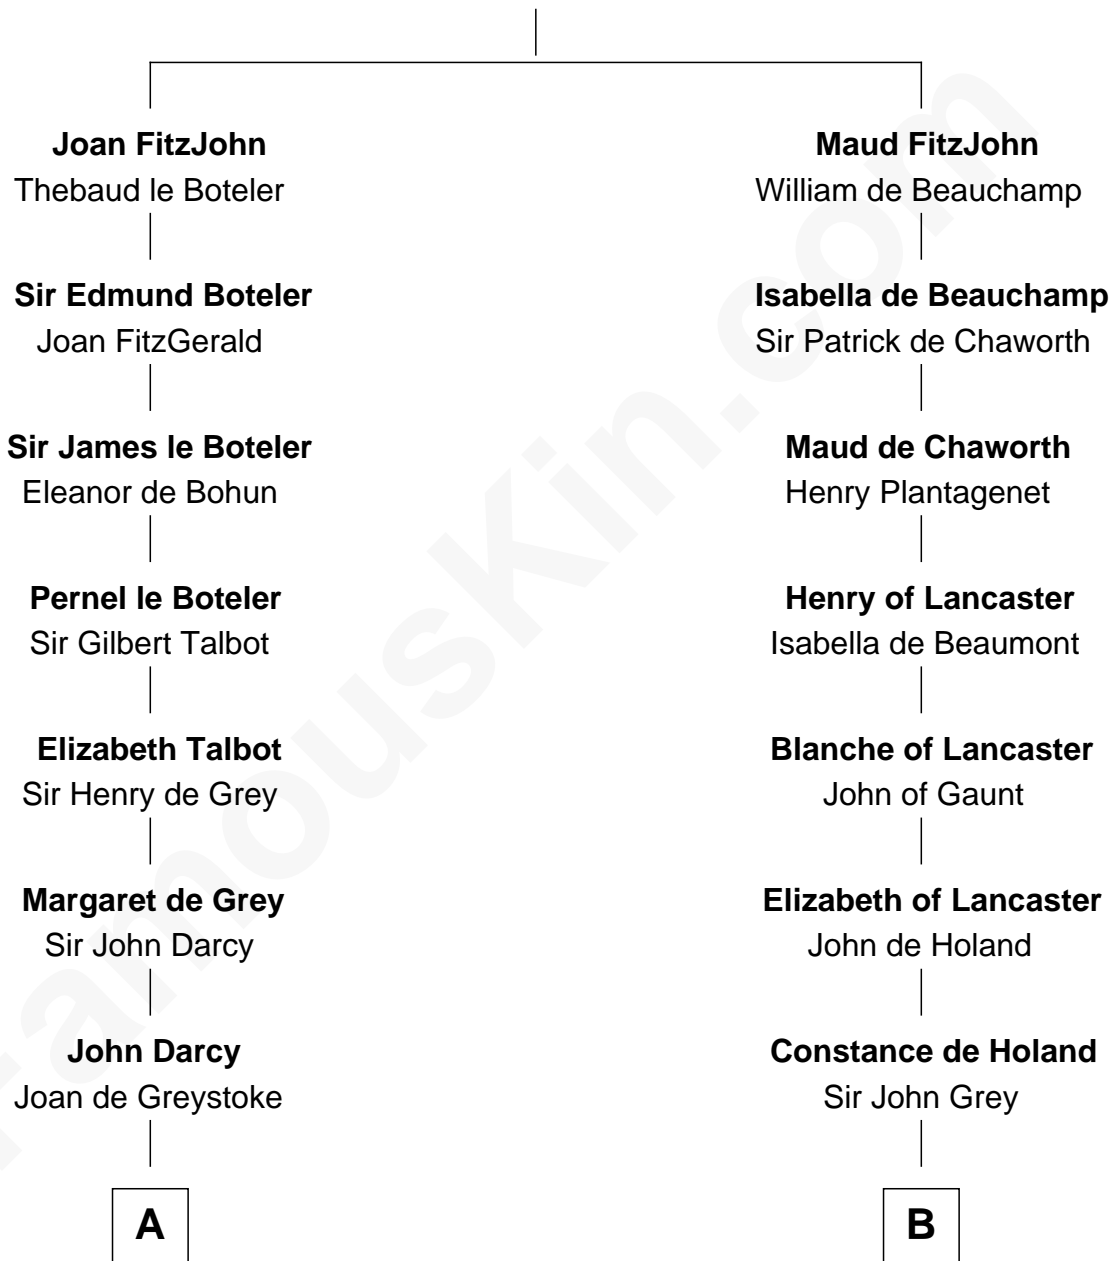 Joan FitzJohn
Thebaud le Boteler
Sir Edmund Boteler
Joan FitzGerald
Sir James le Boteler
Eleanor de Bohun
Pernel le Boteler
Sir Gilbert Talbot
Elizabeth Talbot
Sir Henry de Grey
Margaret de Grey
Sir John Darcy
John Darcy
Joan de Greystoke
A
Maud FitzJohn
William de Beauchamp
Isabella de Beauchamp
Sir Patrick de Chaworth
Maud de Chaworth
Henry Plantagenet
Henry of Lancaster
Isabella de Beaumont
Blanche of Lancaster
John of Gaunt
Elizabeth of Lancaster
John de Holand
Constance de Holand
Sir John Grey
B
FamousKin.com